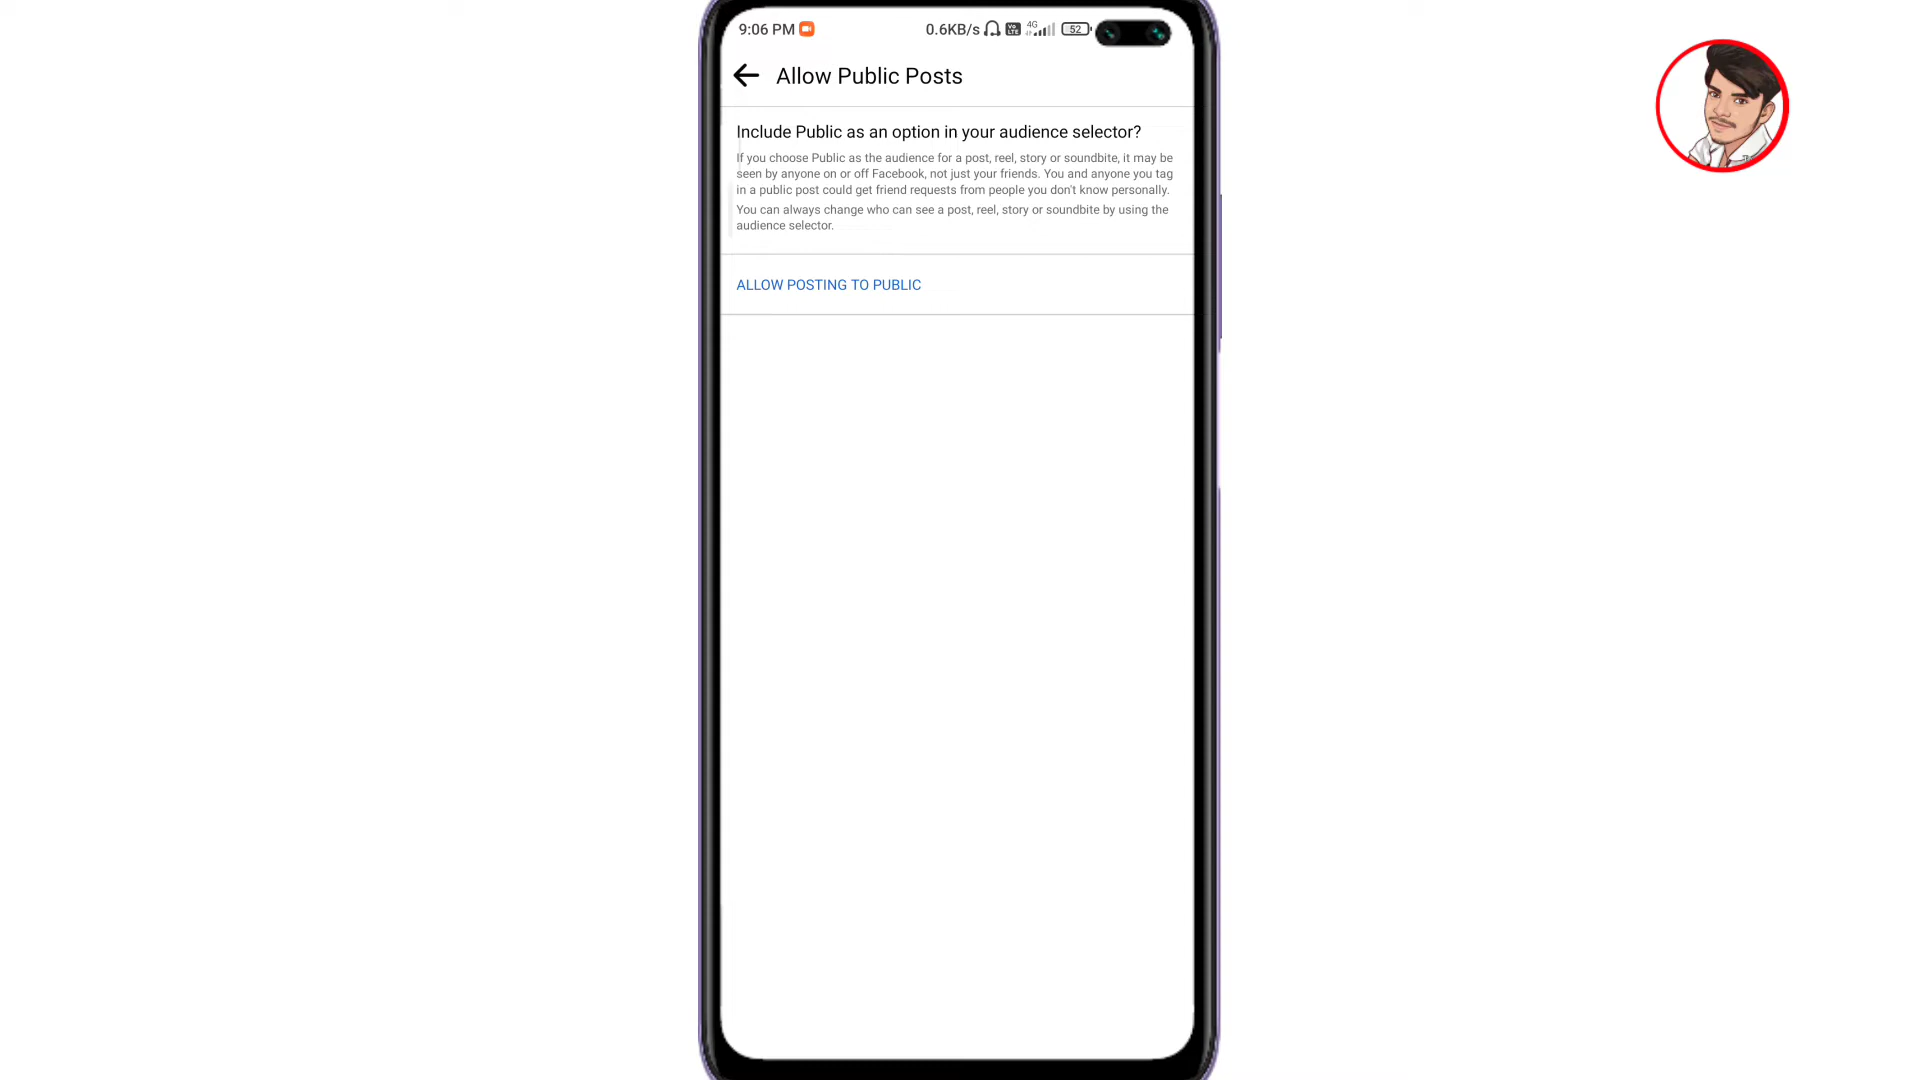 9:06 PM 0.6KB/s Vo LTE 4G 52
Allow Public Posts
Include Public as an option in your audience selector?
If you choose Public as the audience for a post, reel, story or soundbite, it may be
seen by anyone on or off Facebook, not just your friends. You and anyone you tag
in a public post could get friend requests from people you don't know personally.
You can always change who can see a post, reel, story or soundbite by using the
audience selector.
ALLOW POSTING TO PUBLIC